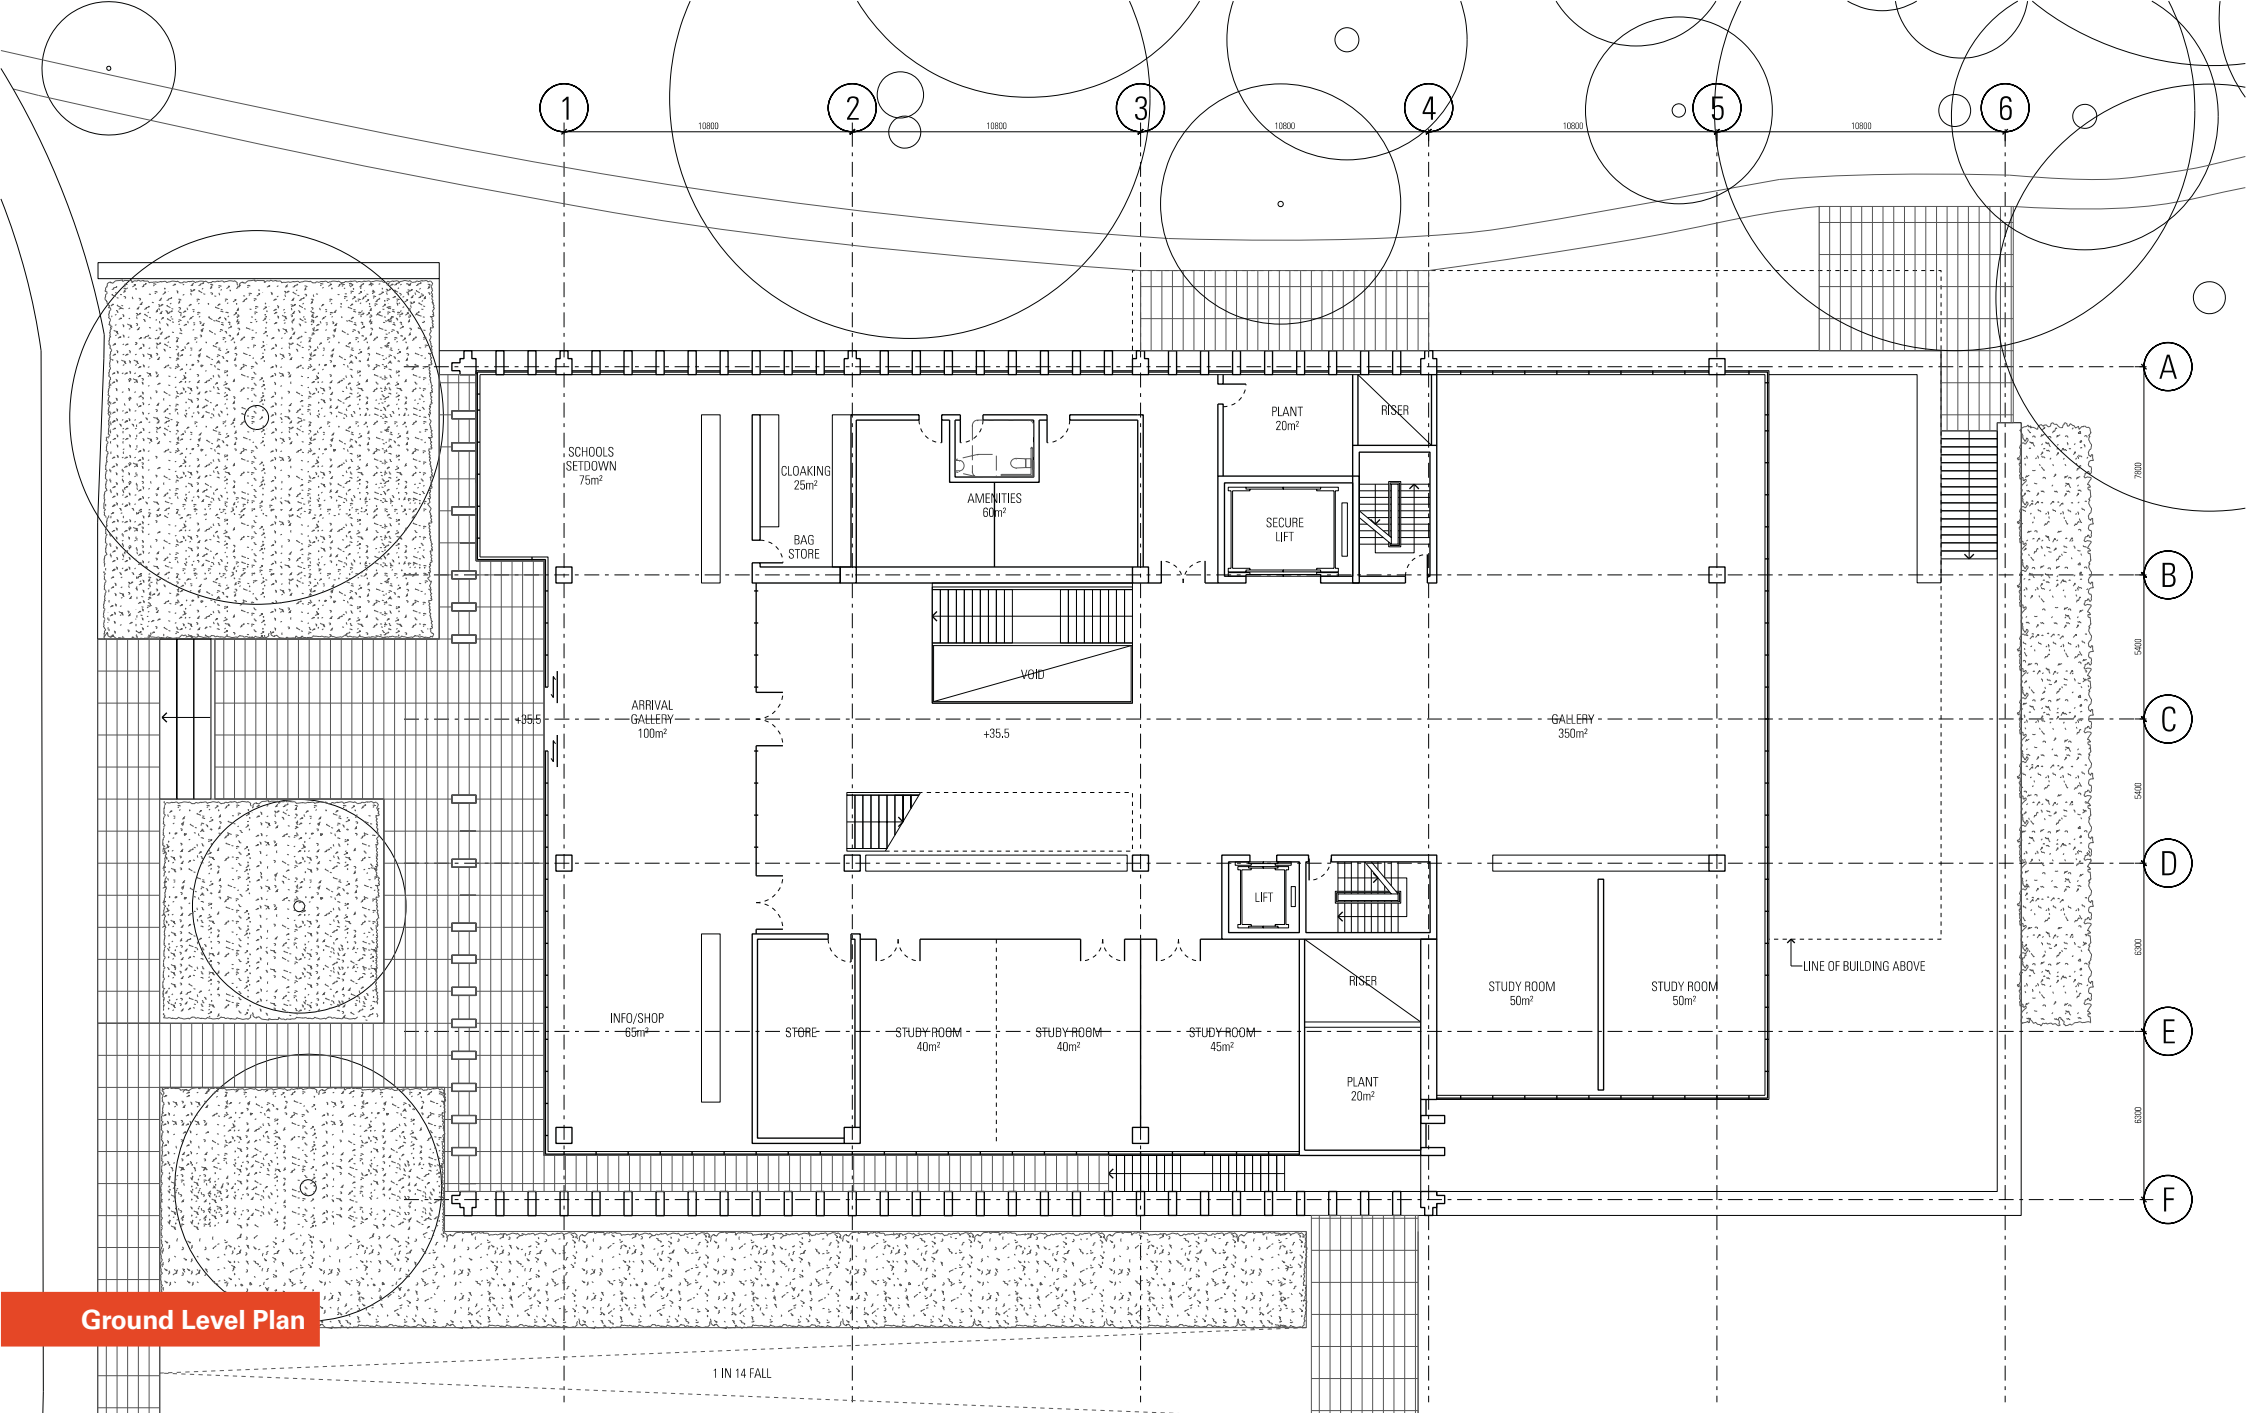 1
2
3
4
5
6
10800
10800
10800
10800
10800
A
B
C
D
E
F
7800
5400
5400
6300
6300
SCHOOLS
SETDOWN
75m²
CLOAKING
25m²
BAG
STORE
AMENITIES
60m²
PLANT
20m²
RISER
SECURE
LIFT
VOID
+35.5
ARRIVAL
GALLERY
100m²
+35.5
GALLERY
350m²
LIFT
RISER
LINE OF BUILDING ABOVE
STUDY ROOM
50m²
STUDY ROOM
50m²
INFO/SHOP
65m²
STORE
STUDY ROOM
40m²
STUDY ROOM
40m²
STUDY ROOM
45m²
PLANT
20m²
Ground Level Plan
1 IN 14 FALL